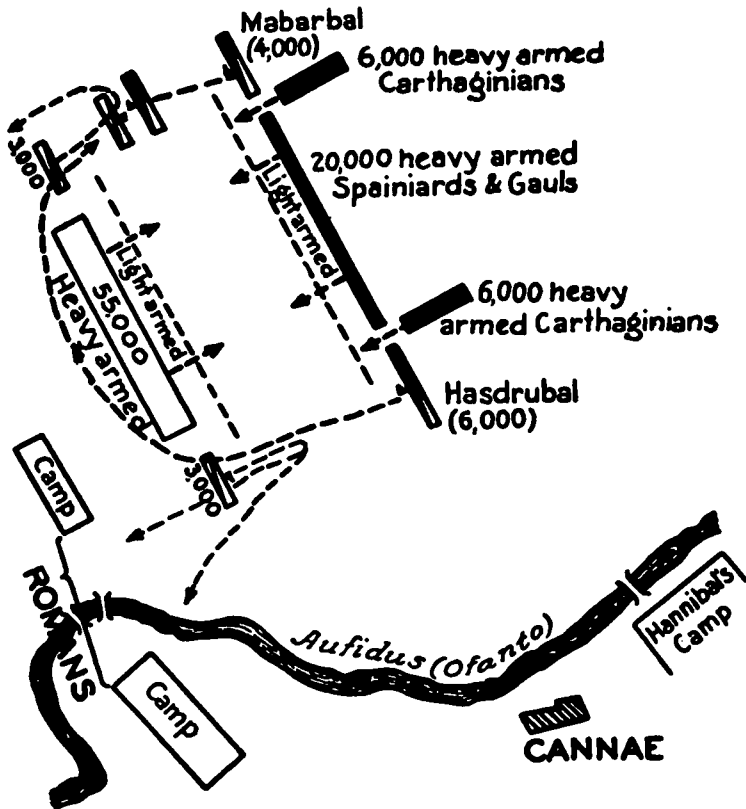 Mabarbal
(4,000)
6,000 heavy armed
Carthaginians
3,000
20,000 heavy armed
Spainiards & Gauls
Light armed
Light armed
55.000
Heavy armed
6,000 heavy
armed Carthaginians
Hasdrubal
(6,000)
3,000
Camp
ROMANS
Camp
Aufidus (Ofanto)
Hannibal's
Camp
CANNAE